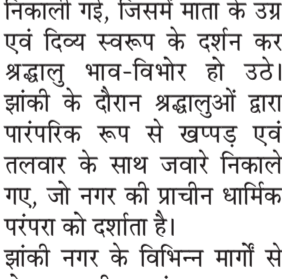 निकाली गई, जिसमें माता के उग्र
एवं दिव्य स्वरूप के दर्शन कर
श्रद्धालु भाव-विभोर हो उठे।
झांकी के दौरान श्रद्धालुओं द्वारा
पारंपरिक रूप से खप्पड़ एवं
तलवार के साथ जवारे निकाले
गए, जो नगर की प्राचीन धार्मिक
परंपरा को दर्शाता है।
झांकी नगर के विभिन्न मार्गों से